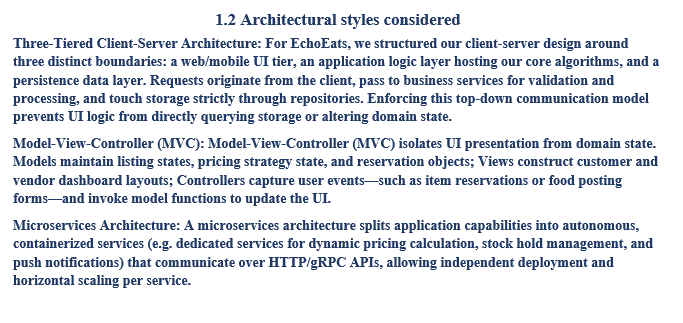 1.2 Architectural styles considered
Three-Tiered Client-Server Architecture: For EchoEats, we structured our client-server design around
three distinct boundaries: a web/mobile UI tier, an application logic layer hosting our core algorithms, and a
persistence data layer. Requests originate from the client, pass to business services for validation and
processing, and touch storage strictly through repositories. Enforcing this top-down communication model
prevents UI logic from directly querying storage or altering domain state.
Model-View-Controller (MVC): Model-View-Controller (MVC) isolates UI presentation from domain state.
Models maintain listing states, pricing strategy state, and reservation objects; Views construct customer and
vendor dashboard layouts; Controllers capture user events—such as item reservations or food posting
forms—and invoke model functions to update the UI.
Microservices Architecture: A microservices architecture splits application capabilities into autonomous,
containerized services (e.g. dedicated services for dynamic pricing calculation, stock hold management, and
push notifications) that communicate over HTTP/gRPC APIs, allowing independent deployment and
horizontal scaling per service.